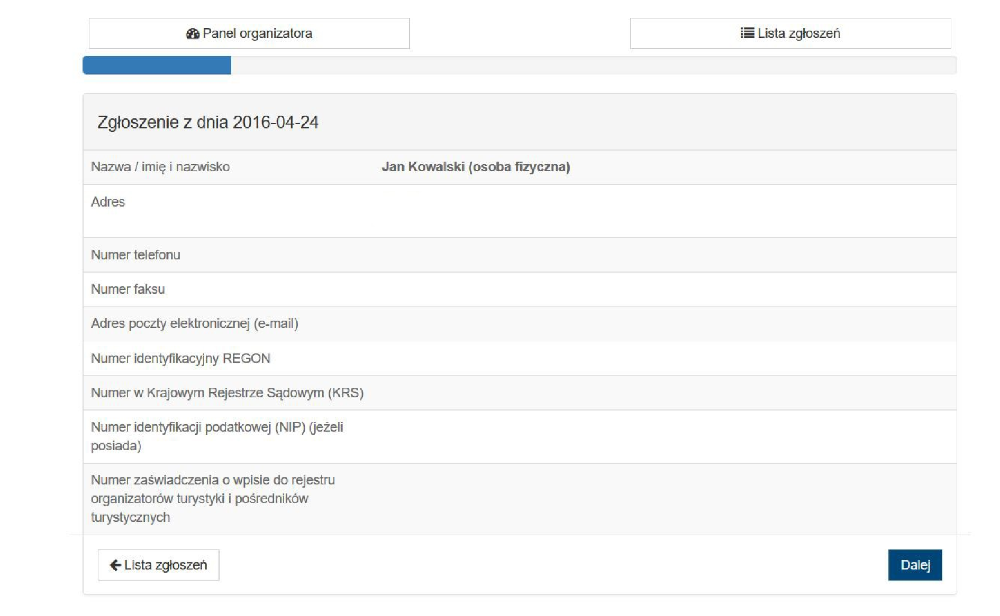 Panel organizatora
Lista zgłoszeń
Zgłoszenie z dnia 2016-04-24
Nazwa / imię i nazwisko Jan Kowalski (osoba fizyczna)
Adres
Numer telefonu
Numer faksu
Adres poczty elektronicznej (e-mail)
Numer identyfikacyjny REGON
Numer w Krajowym Rejestrze Sądowym (KRS)
Numer identyfikacji podatkowej (NIP) (jeżeli
posiada)
Numer zaświadczenia o wpisie do rejestru
organizatorów turystyki i pośredników
turystycznych
Lista zgłoszeń
Dalej